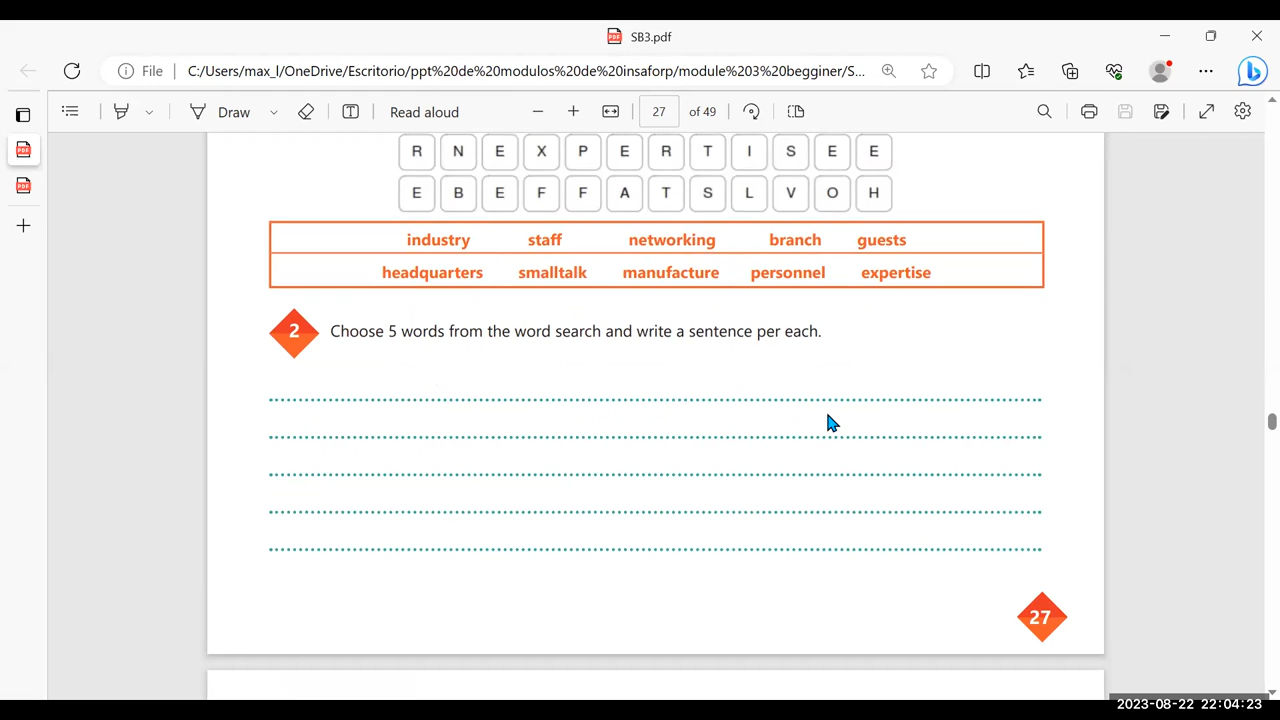 SB3.pdf
File C:/Users/max_l/OneDrive/Escritorio/ppt%20de%20modulos%20de%20insaforp/module%203%20begginer/S...
Draw Read aloud 27 of 49
R N E X P E R T I S E E
E B E F F A T S L V O H
industry staff networking branch guests
headquarters smalltalk manufacture personnel expertise
2 Choose 5 words from the word search and write a sentence per each.
27
2023-08-22 22:04:23